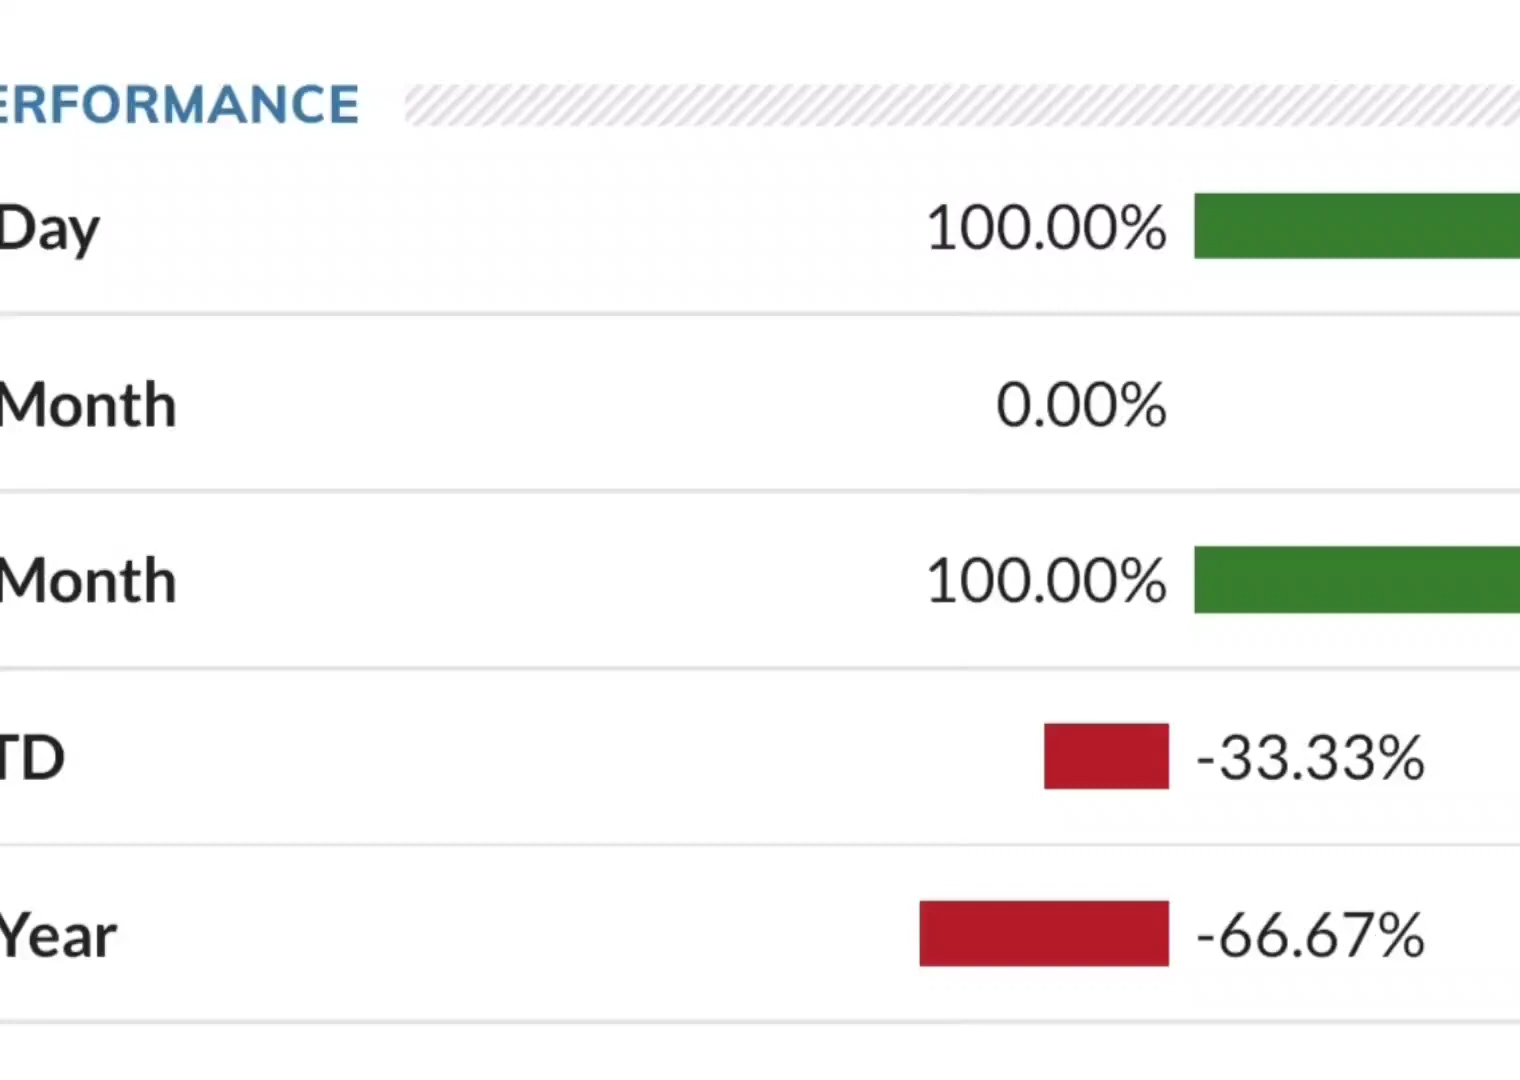 ERFORMANCE
Day 100.00%
Month 0.00%
Month 100.00%
TD -33.33%
Year -66.67%